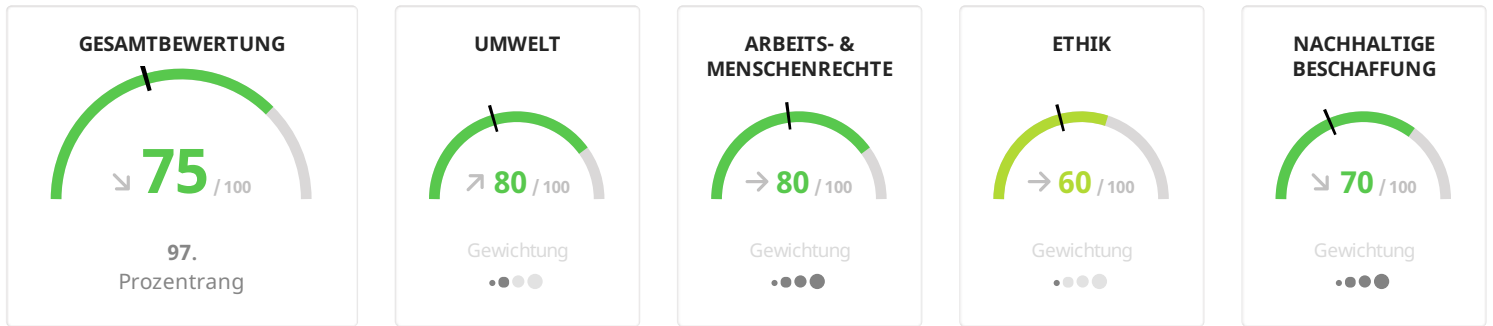 GESAMTBEWERTUNG
75 / 100
97.
Prozentrang
UMWELT
80 / 100
Gewichtung
ARBEITS- &
MENSCHENRECHTE
80 / 100
Gewichtung
ETHIK
60 / 100
Gewichtung
NACHHALTIGE
BESCHAFFUNG
70 / 100
Gewichtung